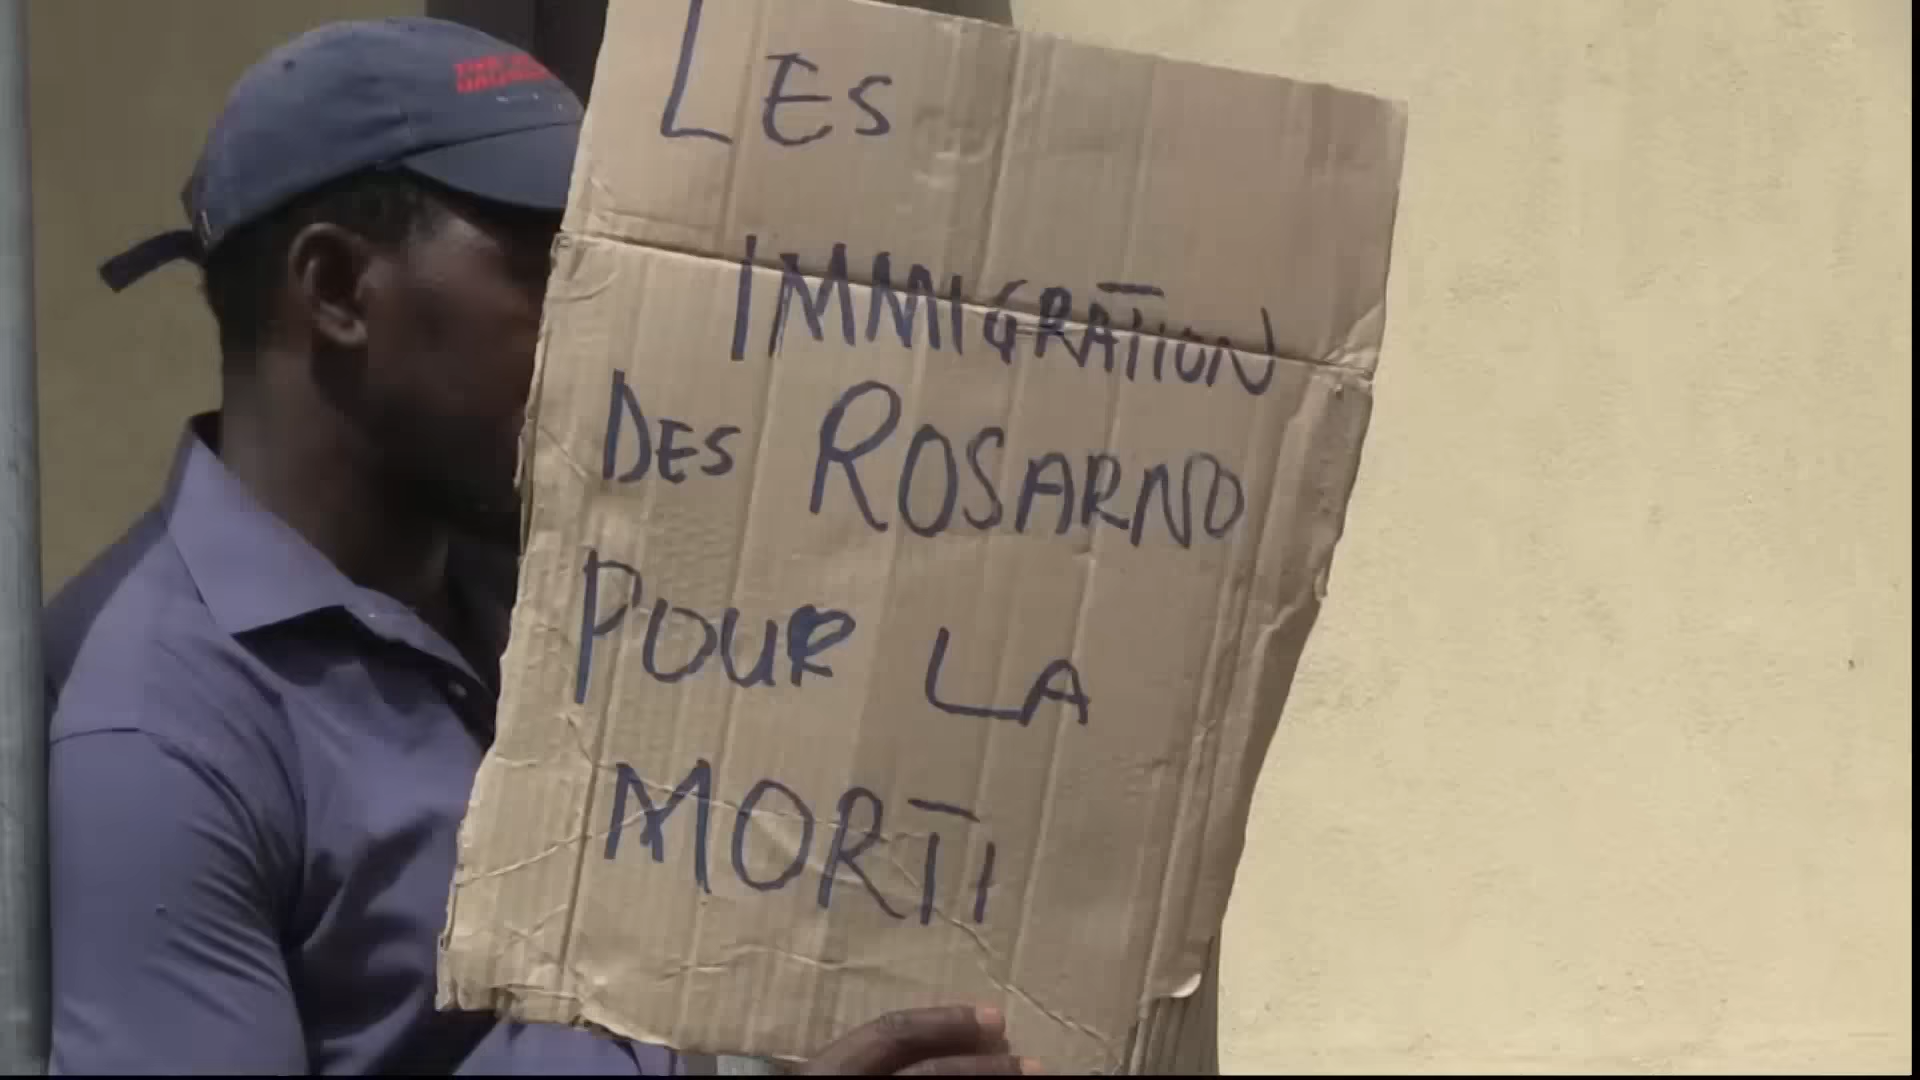 LES
IMMIGRATION
DES ROSARNO
POUR LA
MORTI